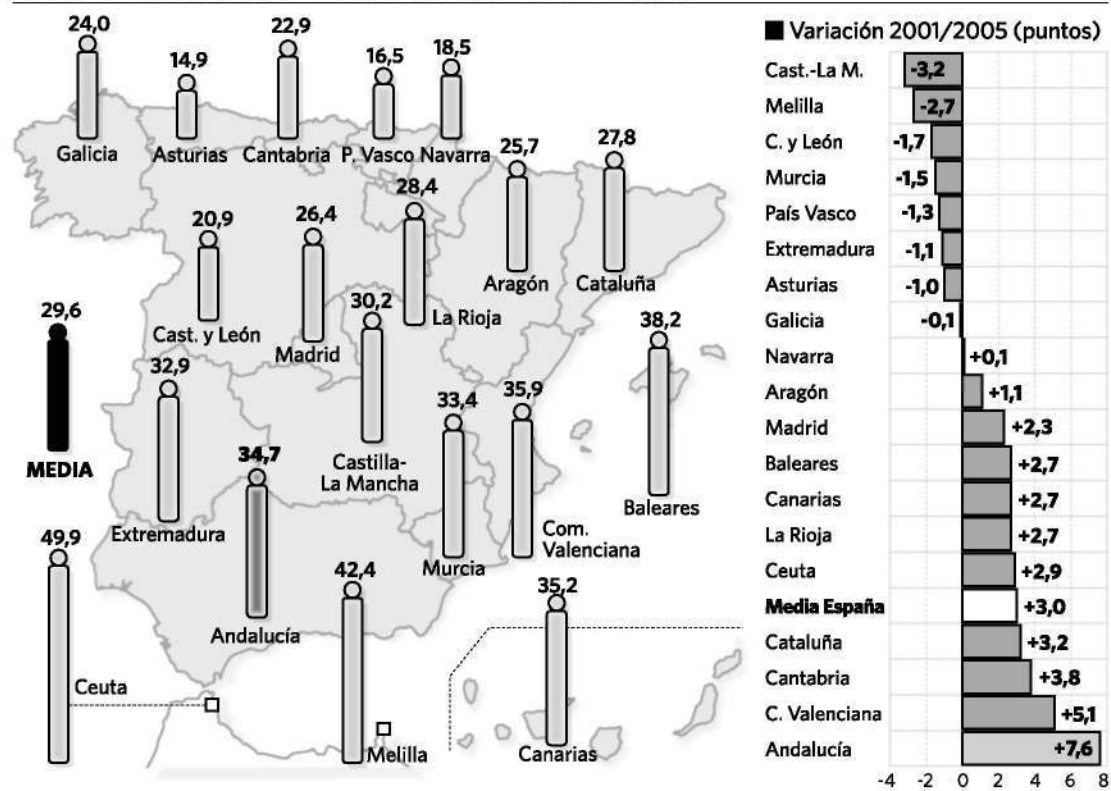 24,0
Galicia
14,9
Asturias
22,9
Cantabria
16,5
P. Vasco
18,5
Navarra
25,7
Aragón
27,8
Cataluña
20,9
Cast. y León
26,4
Madrid
28,4
La Rioja
29,6
MEDIA
32,9
Extremadura
30,2
Castilla-
La Mancha
33,4
Murcia
35,9
Com.
Valenciana
38,2
Baleares
34,7
Andalucía
49,9
Ceuta
42,4
Melilla
35,2
Canarias
Variación 2001/2005 (puntos)
Cast.-La M. -3,2
Melilla -2,7
C. y León -1,7
Murcia -1,5
País Vasco -1,3
Extremadura -1,1
Asturias -1,0
Galicia -0,1
Navarra +0,1
Aragón +1,1
Madrid +2,3
Baleares +2,7
Canarias +2,7
La Rioja +2,7
Ceuta +2,9
Media España +3,0
Cataluña +3,2
Cantabria +3,8
C. Valenciana +5,1
Andalucía +7,6
-4 -2 0 2 4 6 8